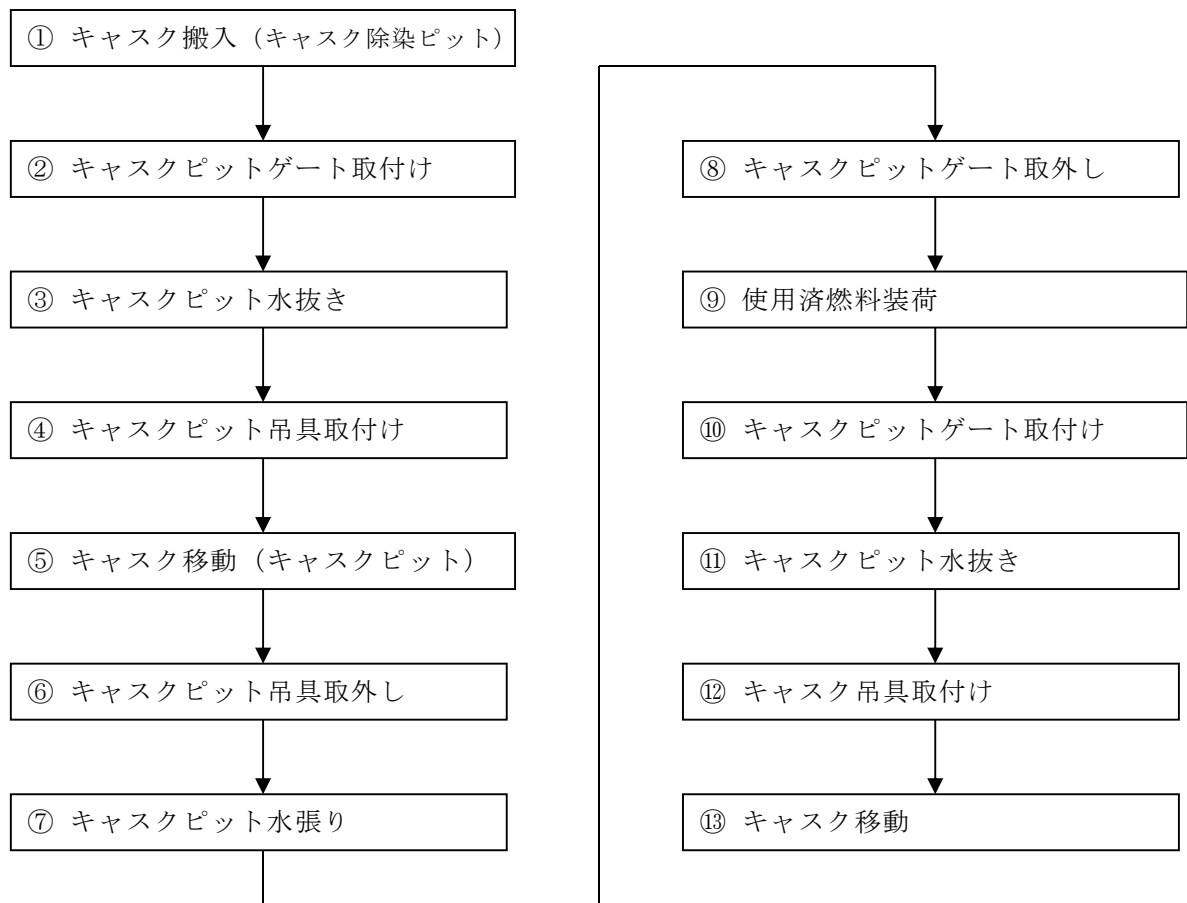 ① キャスク搬入（キャスク除染ピット）
② キャスクピットゲート取付け
③ キャスクピット水抜き
④ キャスクピット吊具取付け
⑤ キャスク移動（キャスクピット）
⑥ キャスクピット吊具取外し
⑦ キャスクピット水張り
⑧ キャスクピットゲート取外し
⑨ 使用済燃料装荷
⑩ キャスクピットゲート取付け
⑪ キャスクピット水抜き
⑫ キャスク吊具取付け
⑬ キャスク移動